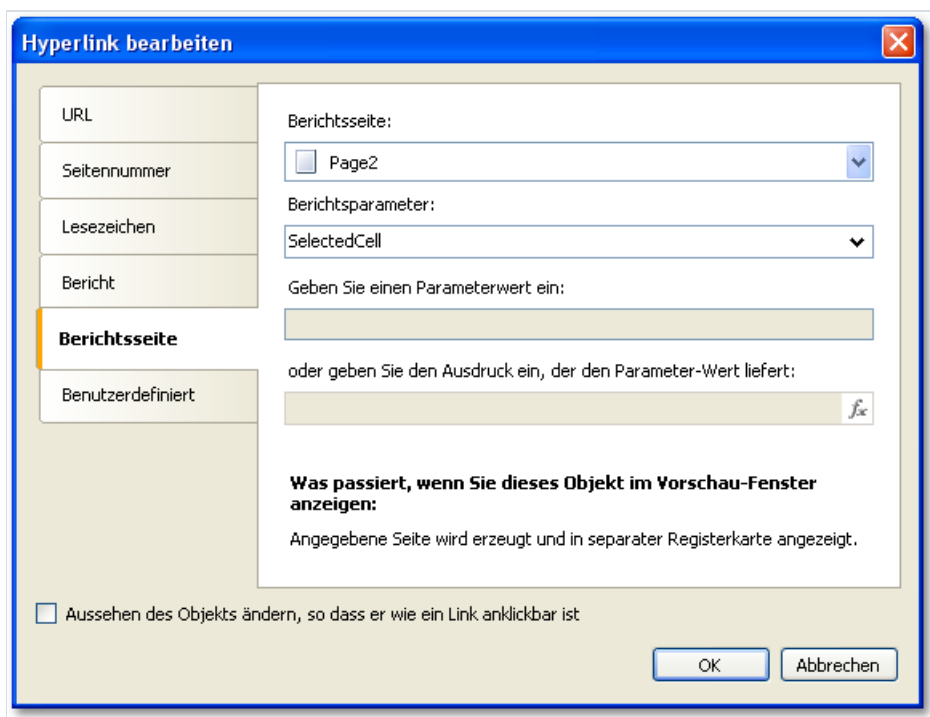 Hyperlink bearbeiten
URL
Seitennummer
Lesezeichen
Bericht
Berichtsseite
Benutzerdefiniert
Berichtsseite:
Page2
Berichtsparameter:
SelectedCell
Geben Sie einen Parameterwert ein:
oder geben Sie den Ausdruck ein, der den Parameter-Wert liefert:
fx
Was passiert, wenn Sie dieses Objekt im Vorschau-Fenster
anzeigen:
Angegebene Seite wird erzeugt und in separater Registerkarte angezeigt.
Aussehen des Objekts ändern, so dass er wie ein Link anklickbar ist
OK
Abbrechen